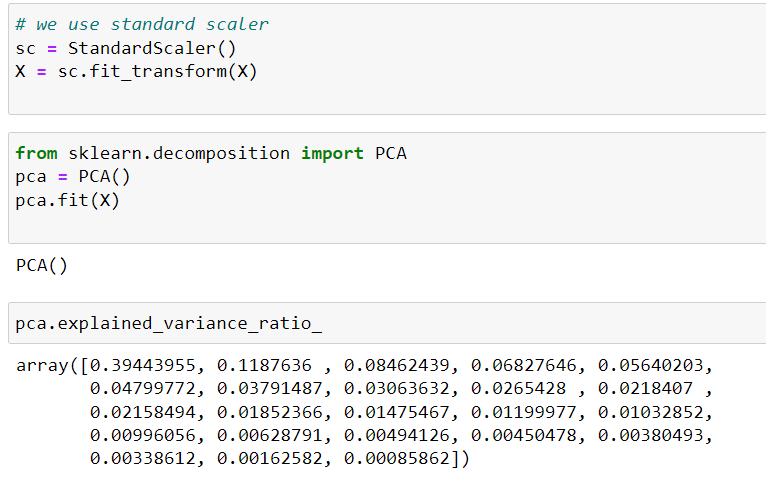 # we use standard scaler
sc = StandardScaler()
X = sc.fit_transform(X)
from sklearn.decomposition import PCA
pca = PCA()
pca.fit(X)
PCA()
pca.explained_variance_ratio_
array([0.39443955, 0.1187636 , 0.08462439, 0.06827646, 0.05640203,
       0.04799772, 0.03791487, 0.03063632, 0.0265428 , 0.0218407 ,
       0.02158494, 0.01852366, 0.01475467, 0.01199977, 0.01032852,
       0.00996056, 0.00628791, 0.00494126, 0.00450478, 0.00380493,
       0.00338612, 0.00162582, 0.00085862])